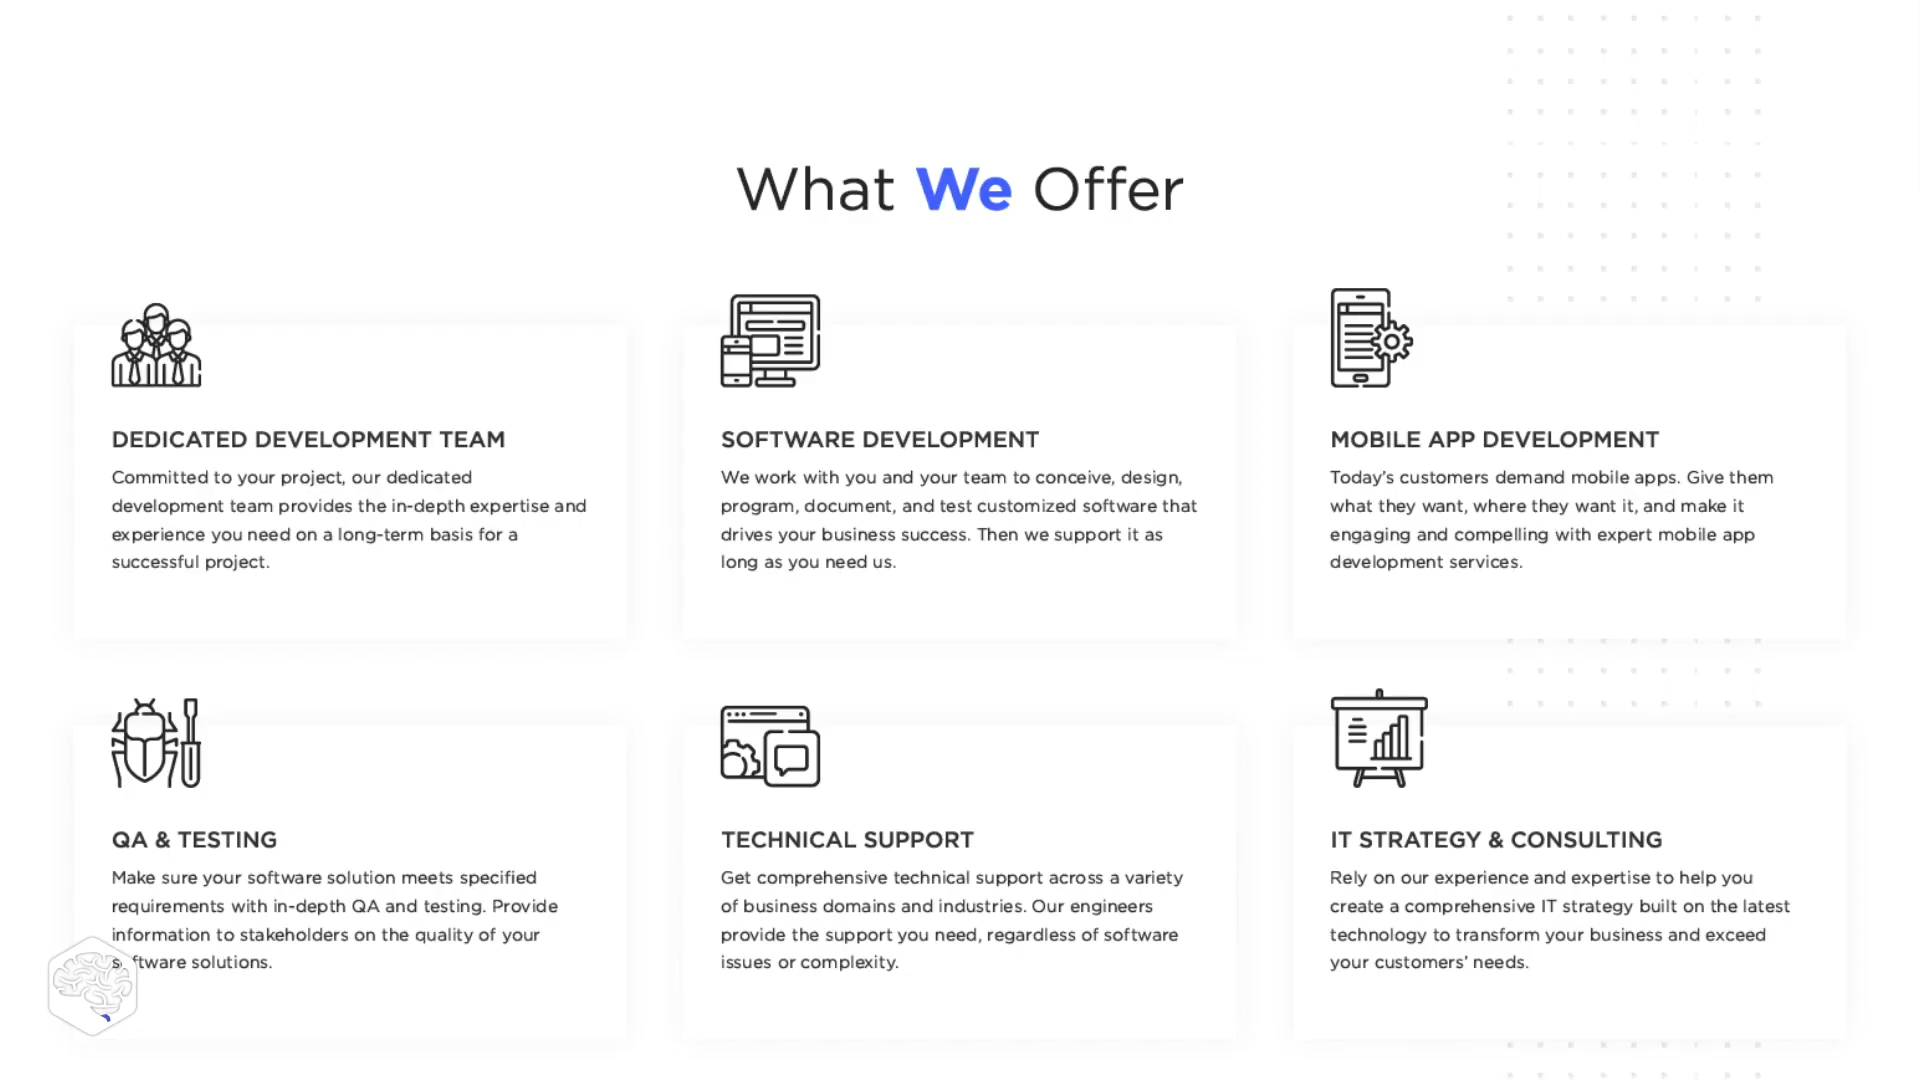 What We Offer
DEDICATED DEVELOPMENT TEAM
Committed to your project, our dedicated
development team provides the in-depth expertise and
experience you need on a long-term basis for a
successful project.
SOFTWARE DEVELOPMENT
We work with you and your team to conceive, design,
program, document, and test customized software that
drives your business success. Then we support it as
long as you need us.
MOBILE APP DEVELOPMENT
Today's customers demand mobile apps. Give them
what they want, where they want it, and make it
engaging and compelling with expert mobile app
development services.
QA & TESTING
Make sure your software solution meets specified
requirements with in-depth QA and testing. Provide
information to stakeholders on the quality of your
software solutions.
TECHNICAL SUPPORT
Get comprehensive technical support across a variety
of business domains and industries. Our engineers
provide the support you need, regardless of software
issues or complexity.
IT STRATEGY & CONSULTING
Rely on our experience and expertise to help you
create a comprehensive IT strategy built on the latest
technology to transform your business and exceed
your customers' needs.